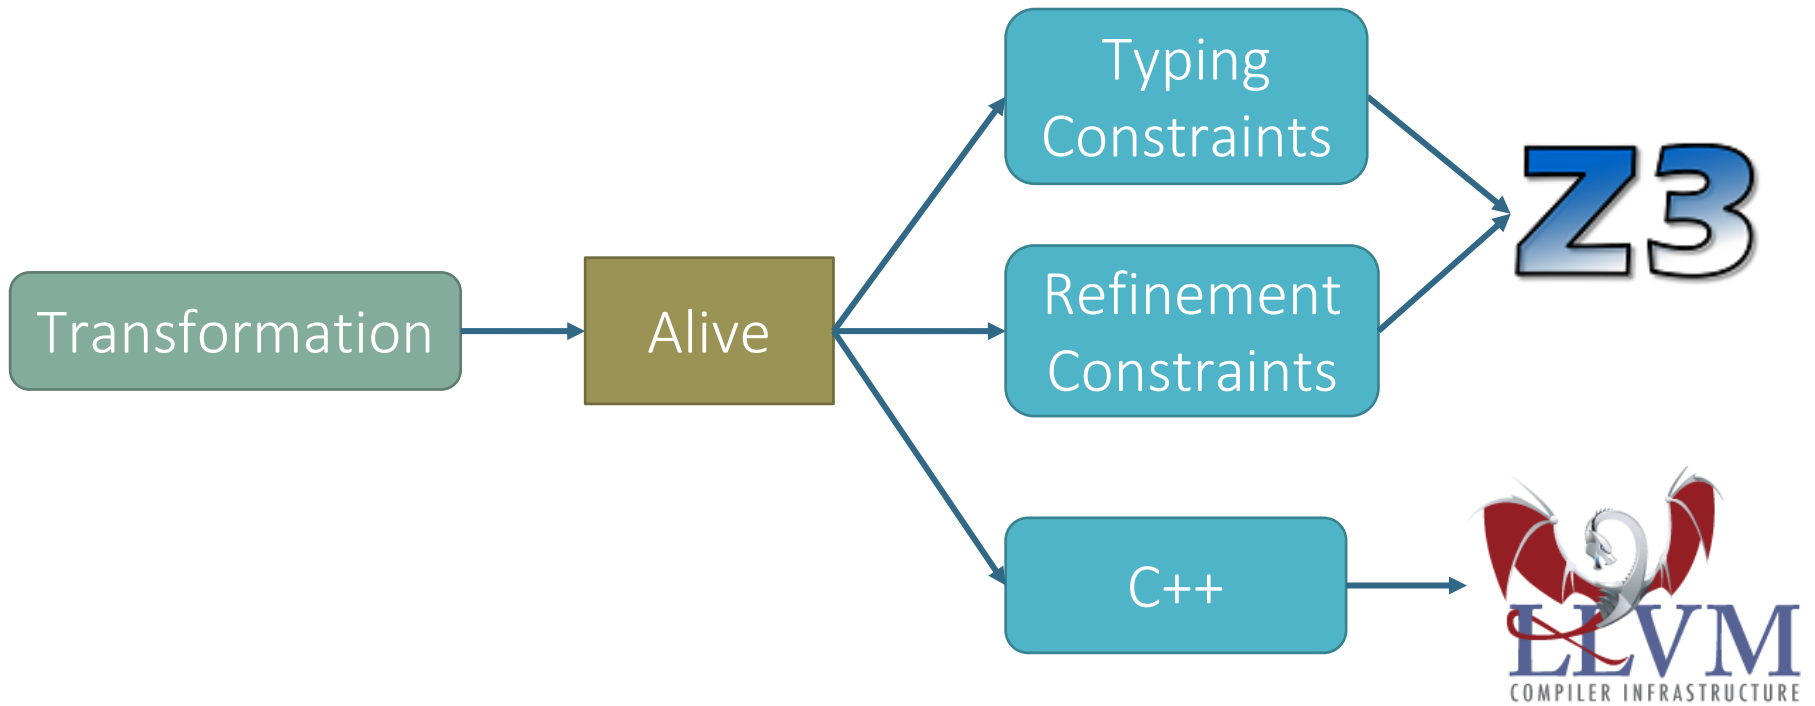 Transformation
Alive
Typing
Constraints
Refinement
Constraints
C++
Z3
LLVM
COMPILER INFRASTRUCTURE